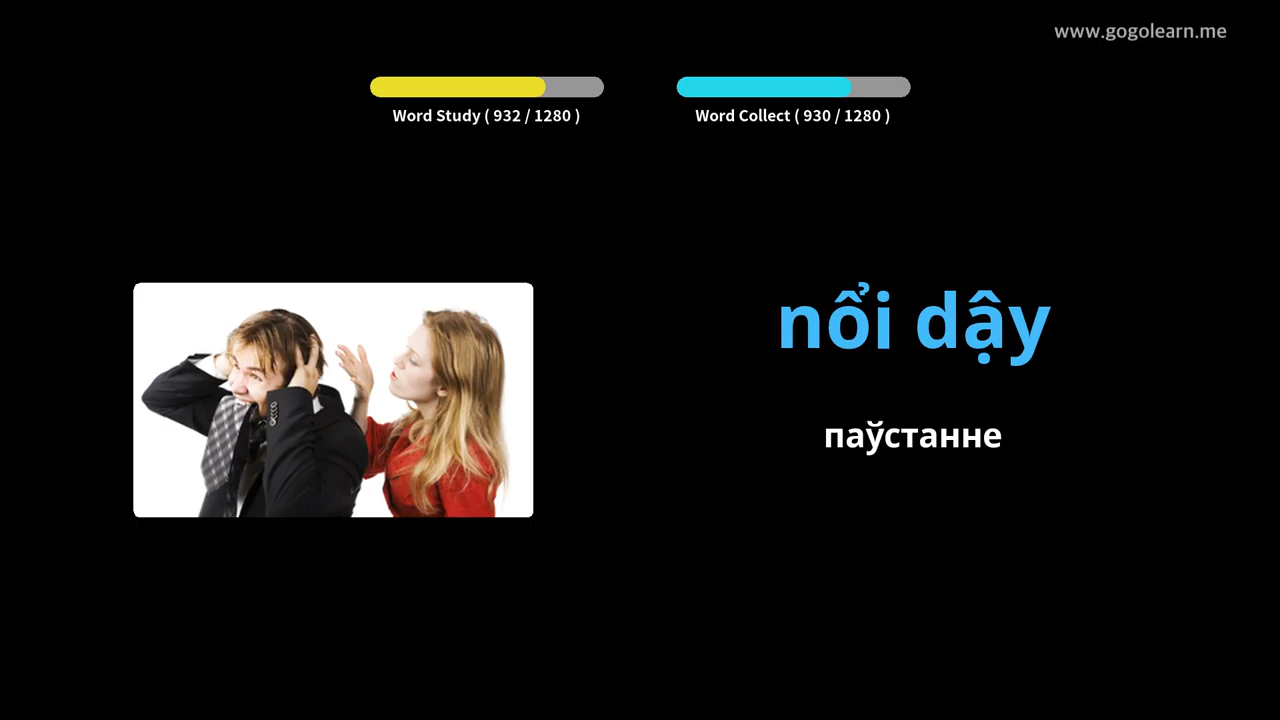 www.gogolearn.me
Word Study ( 932 / 1280 )
Word Collect ( 930 / 1280 )
nổi dậy
паўстанне